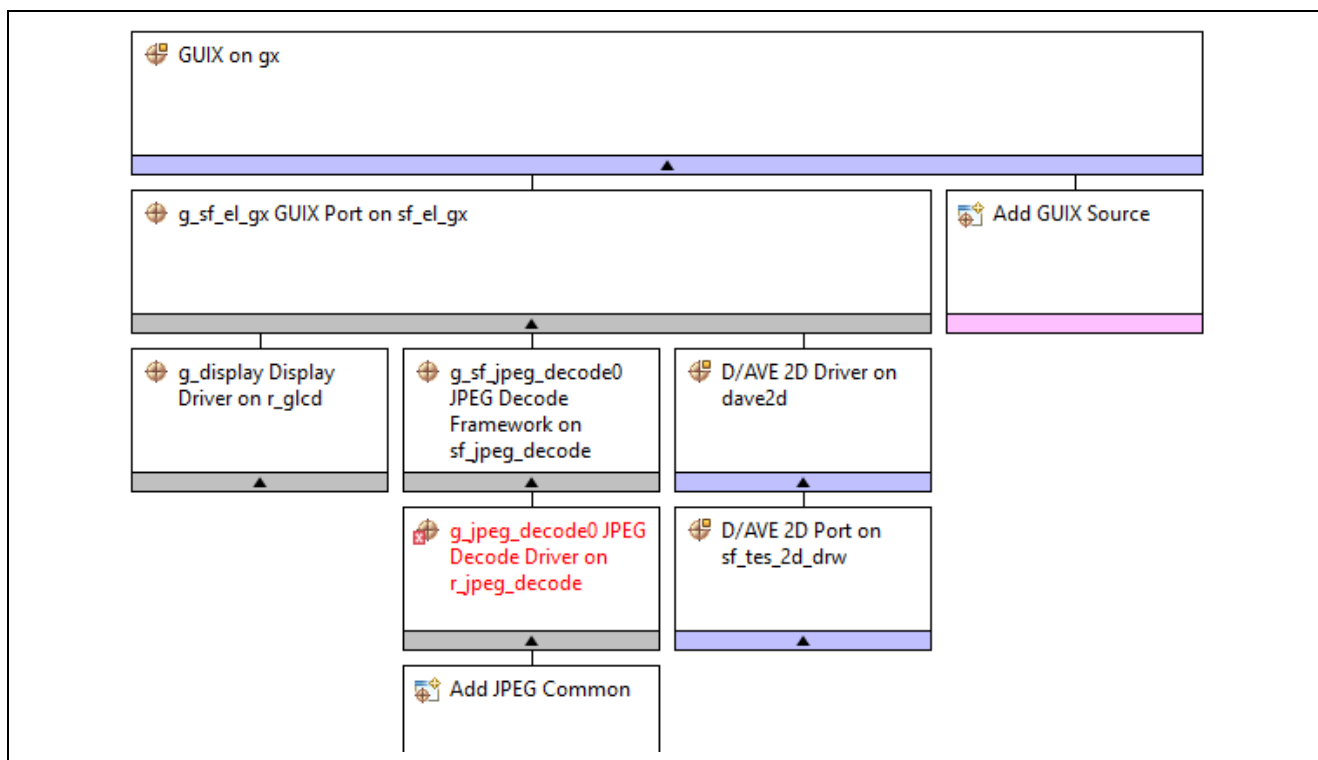 GUIX on gx
g_sf_el_gx GUIX Port on sf_el_gx
Add GUIX Source
g_display Display
Driver on r_glcd
g_sf_jpeg_decode0
JPEG Decode
Framework on
sf_jpeg_decode
D/AVE 2D Driver on
dave2d
g_jpeg_decode0 JPEG
Decode Driver on
r_jpeg_decode
D/AVE 2D Port on
sf_tes_2d_drw
Add JPEG Common